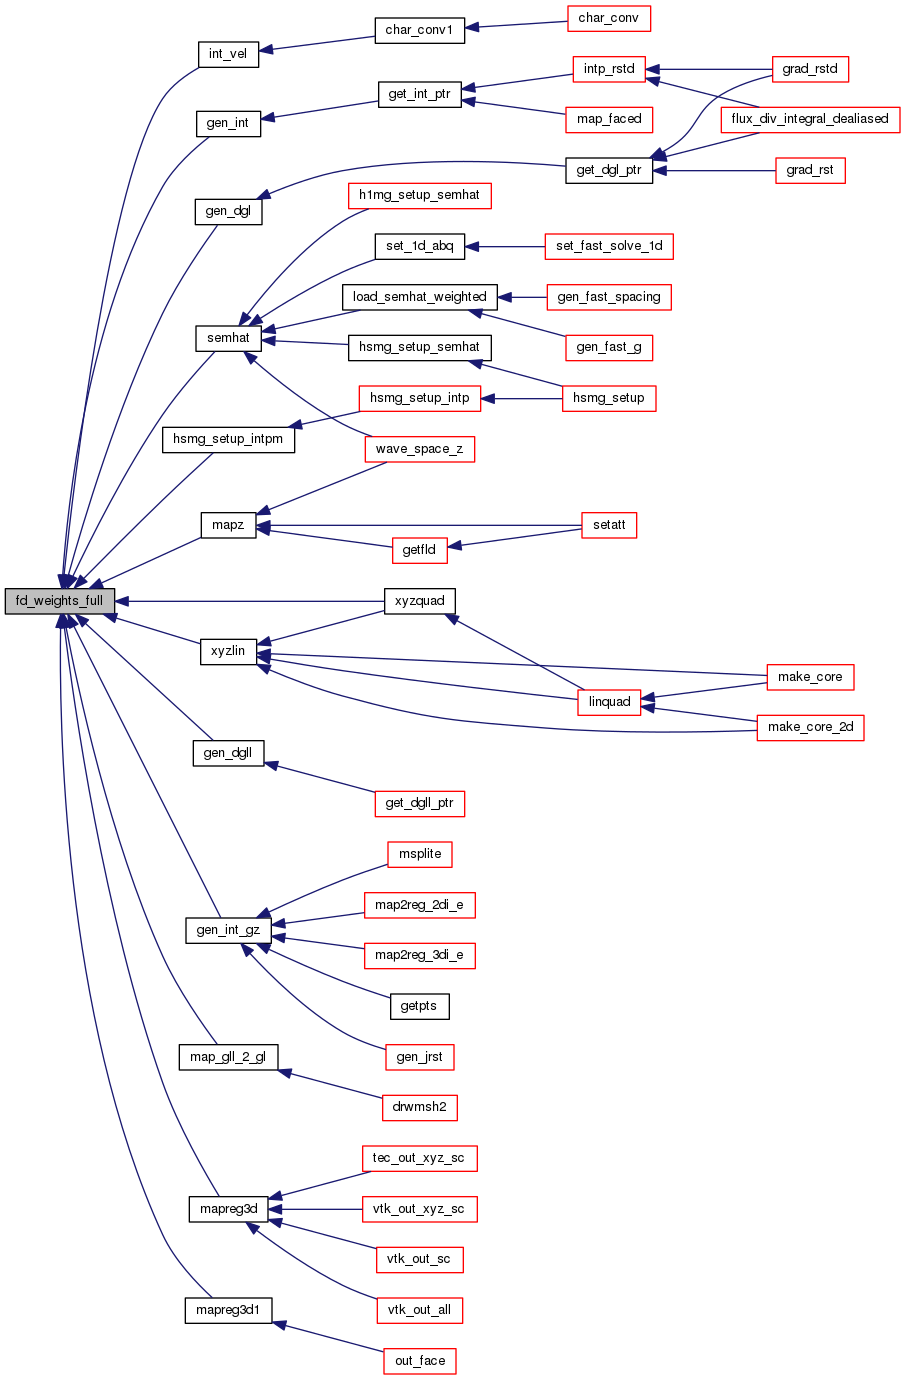 char_conv
char_conv1
int_vel
intp_rstd
grad_rstd
get_int_ptr
map_faced
flux_div_integral_dealiased
gen_int
get_dgl_ptr
grad_rst
h1mg_setup_semhat
gen_dgl
set_1d_abq
set_fast_solve_1d
load_semhat_weighted
gen_fast_spacing
semhat
hsmg_setup_semhat
gen_fast_g
hsmg_setup_intp
hsmg_setup
hsmg_setup_intpm
wave_space_z
mapz
setatt
getfld
fd_weights_full
xyzquad
xyzlin
make_core
linquad
make_core_2d
gen_dgll
get_dgll_ptr
msplite
map2reg_2di_e
gen_int_gz
map2reg_3di_e
getpts
map_gll_2_gl
gen_jrst
drwmsh2
tec_out_xyz_sc
mapreg3d
vtk_out_xyz_sc
vtk_out_sc
mapreg3d1
vtk_out_all
out_face